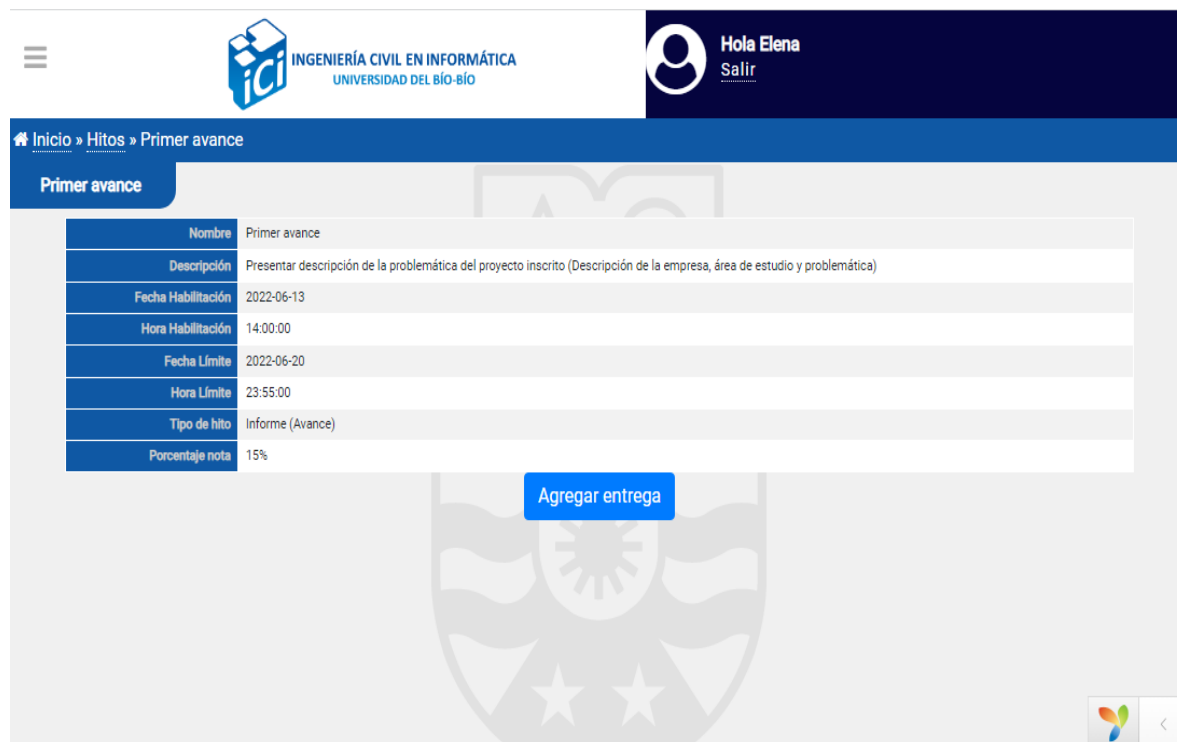 Hola Elena
Salir
ici
INGENIERÍA CIVIL EN INFORMÁTICA
UNIVERSIDAD DEL BÍO-BÍO
Inicio » Hitos » Primer avance
Primer avance
Nombre Primer avance
Descripción Presentar descripción de la problemática del proyecto inscrito (Descripción de la empresa, área de estudio y problemática)
Fecha Habilitación 2022-06-13
Hora Habilitación 14:00:00
Fecha Límite 2022-06-20
Hora Límite 23:55:00
Tipo de hito Informe (Avance)
Porcentaje nota 15%
Agregar entrega